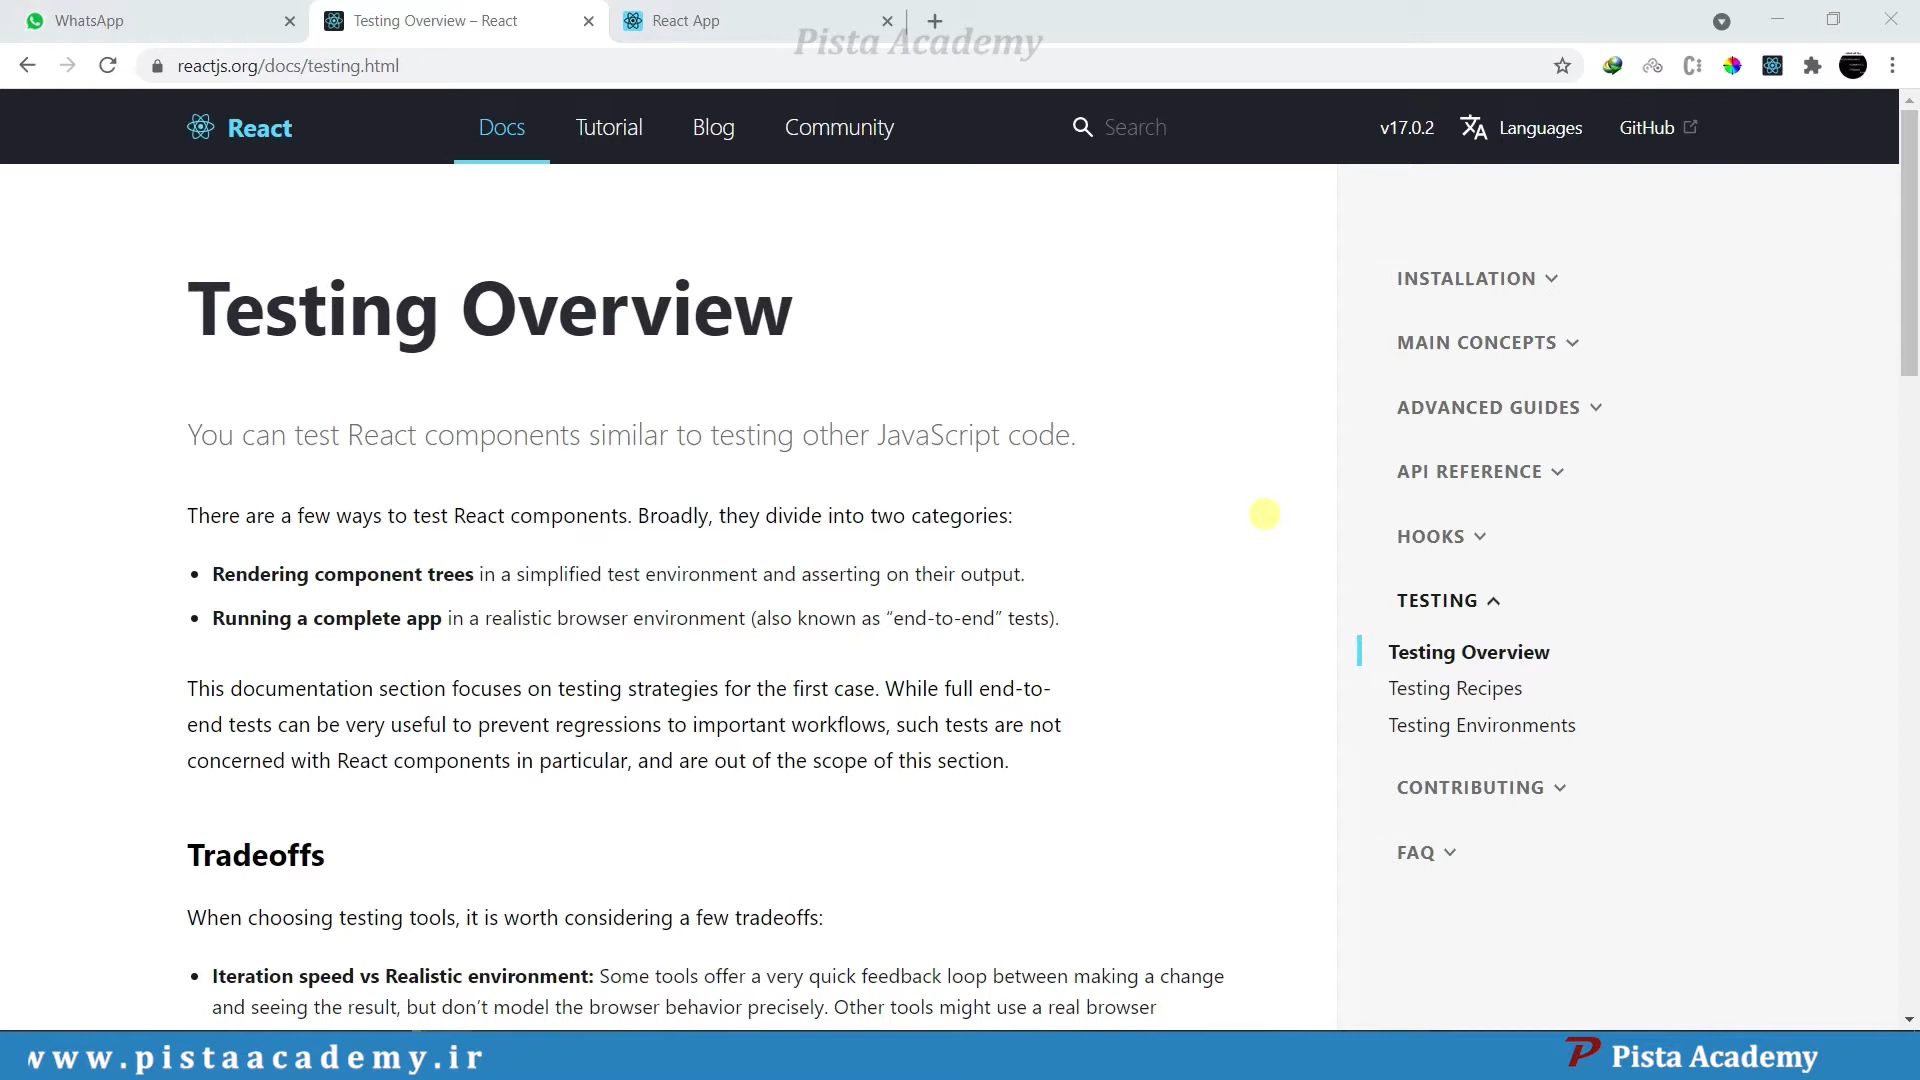 WhatsApp
Testing Overview – React
React App
Pista Academy
reactjs.org/docs/testing.html
React
Docs
Tutorial
Blog
Community
Search
v17.0.2
Languages
GitHub
Testing Overview
You can test React components similar to testing other JavaScript code.
There are a few ways to test React components. Broadly, they divide into two categories:
• Rendering component trees in a simplified test environment and asserting on their output.
• Running a complete app in a realistic browser environment (also known as “end-to-end” tests).
This documentation section focuses on testing strategies for the first case. While full end-to-
end tests can be very useful to prevent regressions to important workflows, such tests are not
concerned with React components in particular, and are out of the scope of this section.
Tradeoffs
When choosing testing tools, it is worth considering a few tradeoffs:
• Iteration speed vs Realistic environment: Some tools offer a very quick feedback loop between making a change
and seeing the result, but don’t model the browser behavior precisely. Other tools might use a real browser
INSTALLATION
MAIN CONCEPTS
ADVANCED GUIDES
API REFERENCE
HOOKS
TESTING
Testing Overview
Testing Recipes
Testing Environments
CONTRIBUTING
FAQ
www.pistaacademy.ir
Pista Academy